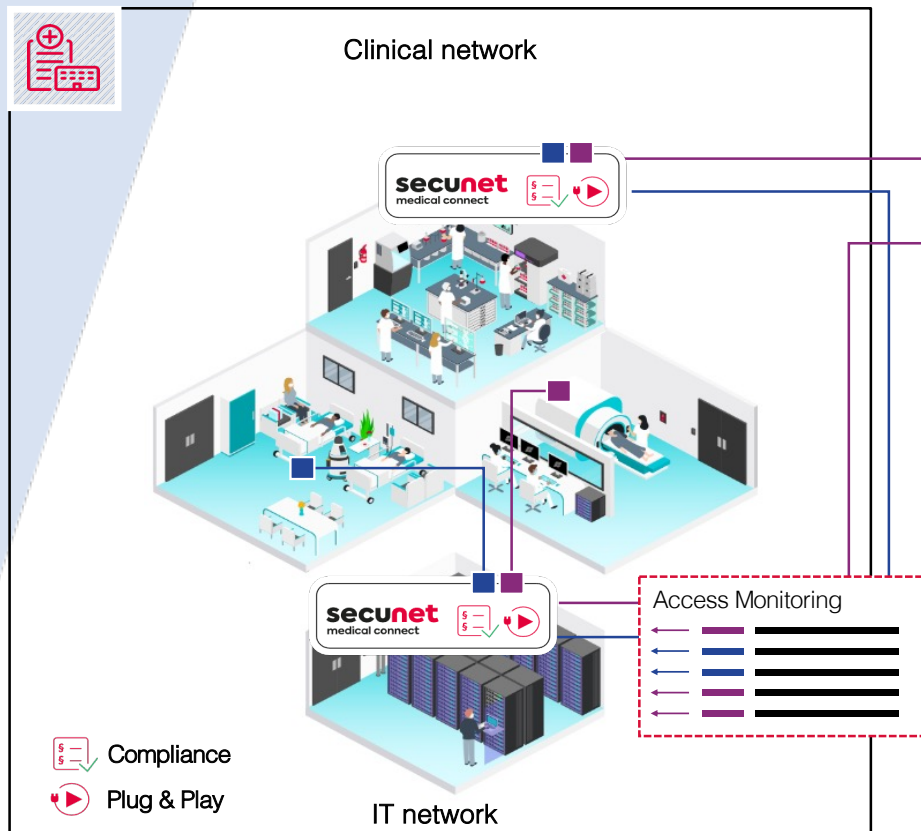 Clinical network
secunet
medical connect
§
§
secunet
medical connect
§
§
Access Monitoring
§
§
Compliance
Plug & Play
IT network